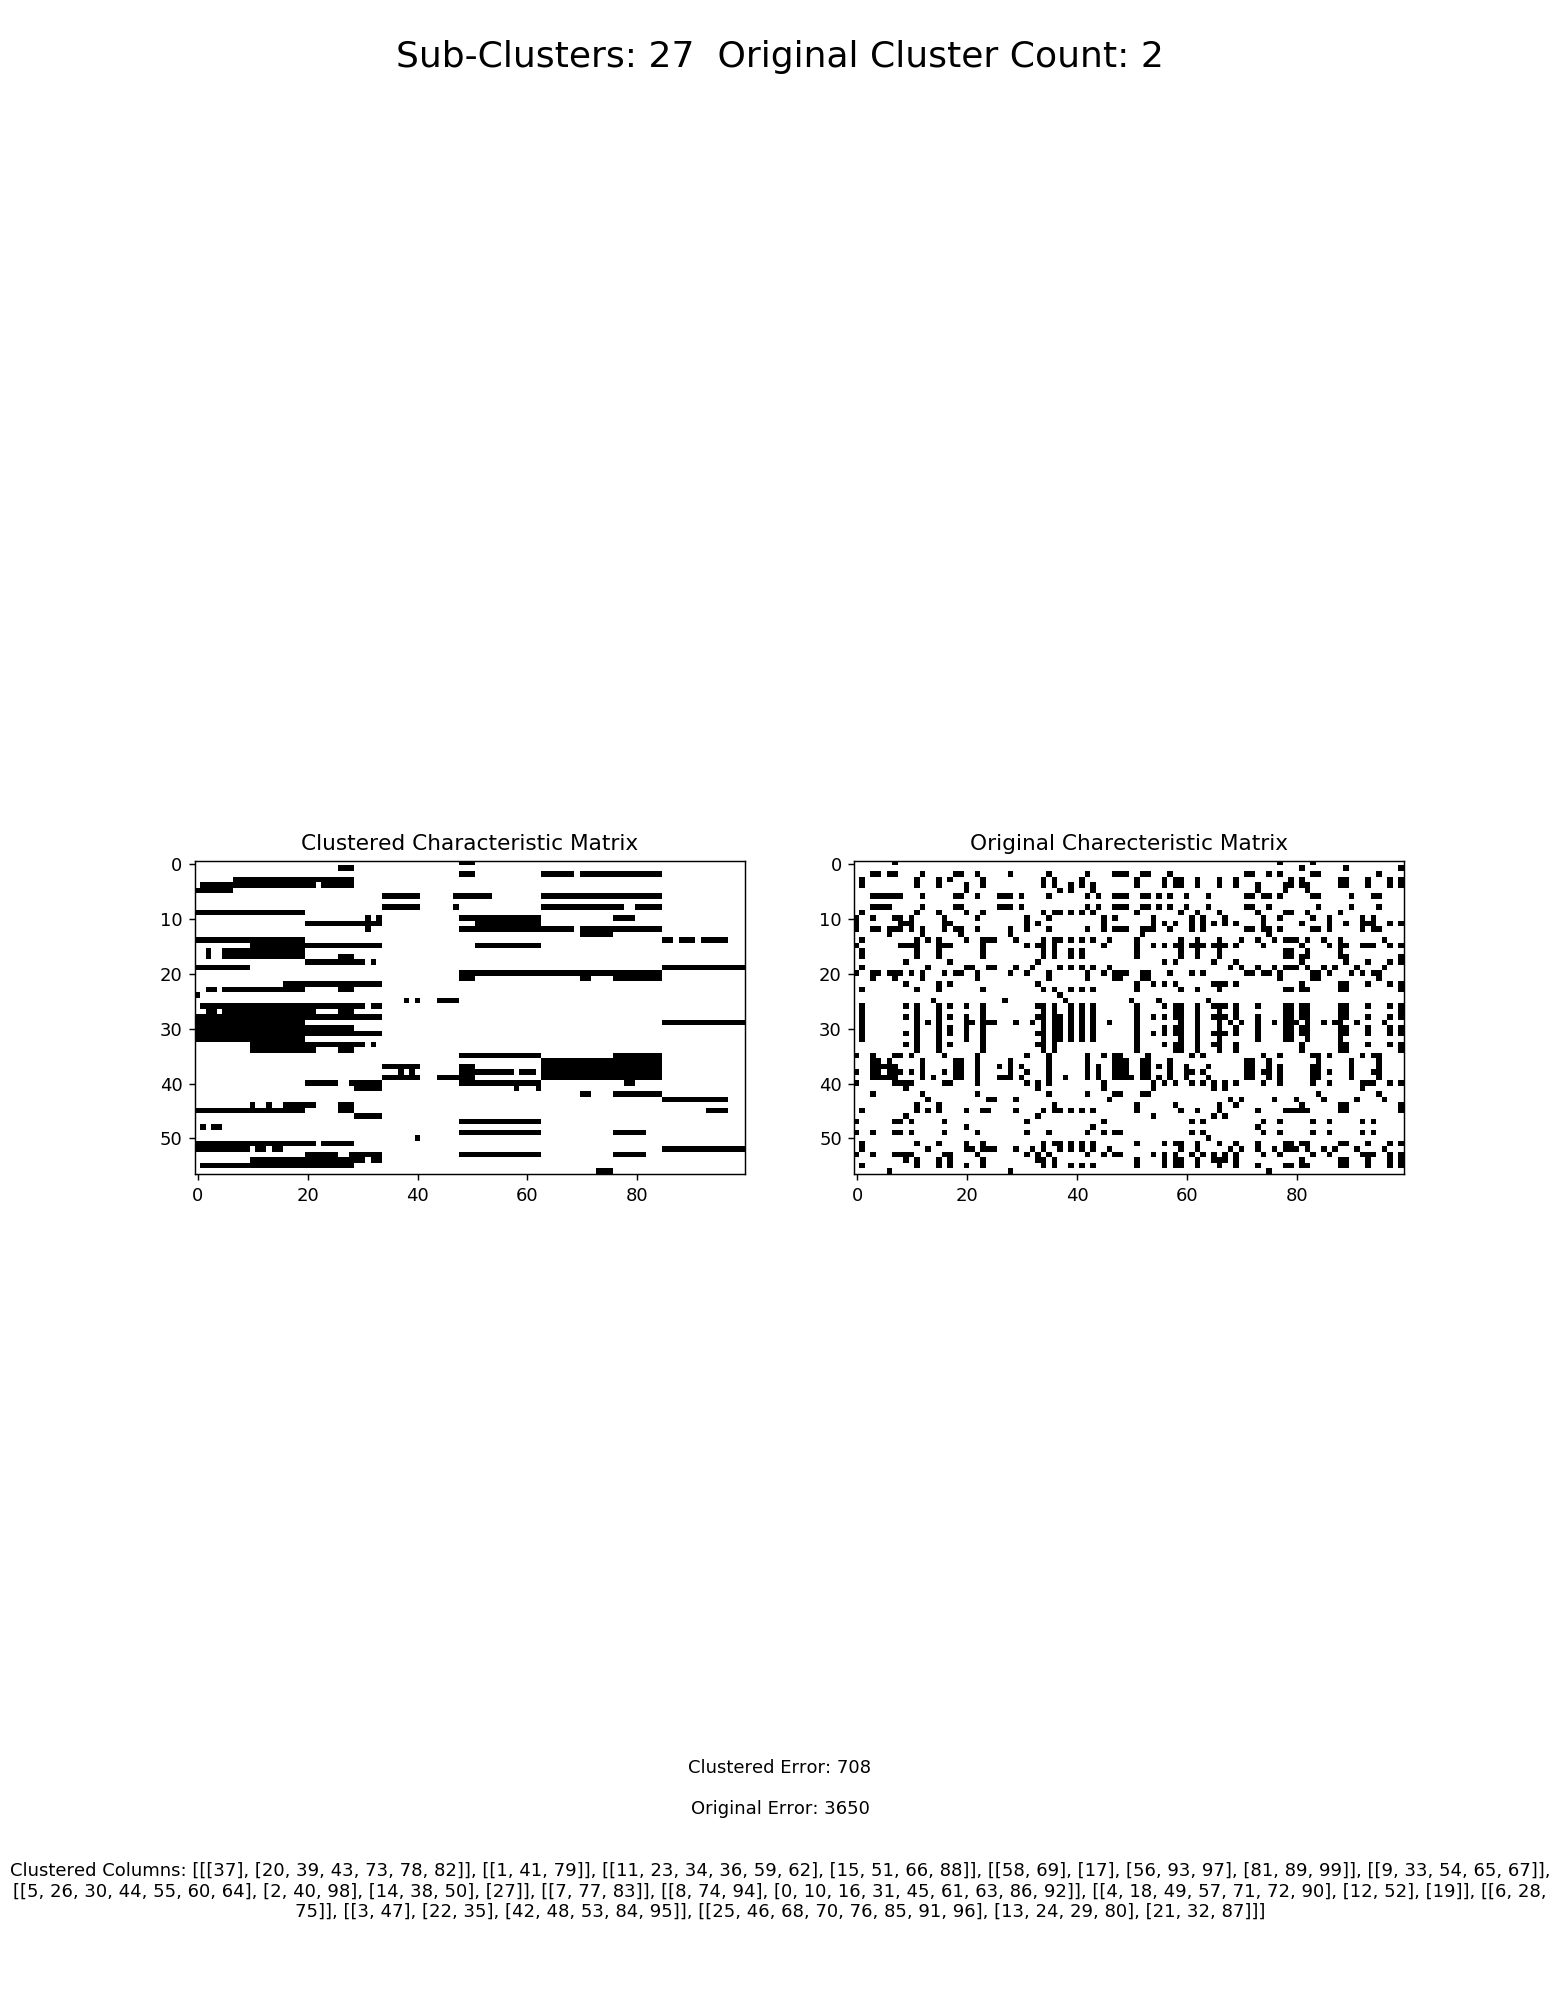 Sub-Clusters: 27  Original Cluster Count: 2
Clustered Characteristic Matrix
Original Charecteristic Matrix
0
10
20
30
40
50
0
20
40
60
80
0
10
20
30
40
50
0
20
40
60
80
Clustered Error: 708
Original Error: 3650
Clustered Columns: [[[37], [20, 39, 43, 73, 78, 82]], [[1, 41, 79]], [[11, 23, 34, 36, 59, 62], [15, 51, 66, 88]], [[58, 69], [17], [56, 93, 97], [81, 89, 99]], [[9, 33, 54, 65, 67]],
[[5, 26, 30, 44, 55, 60, 64], [2, 40, 98], [14, 38, 50], [27]], [[7, 77, 83]], [[8, 74, 94], [0, 10, 16, 31, 45, 61, 63, 86, 92]], [[4, 18, 49, 57, 71, 72, 90], [12, 52], [19]], [[6, 28,
75]], [[3, 47], [22, 35], [42, 48, 53, 84, 95]], [[25, 46, 68, 70, 76, 85, 91, 96], [13, 24, 29, 80], [21, 32, 87]]]